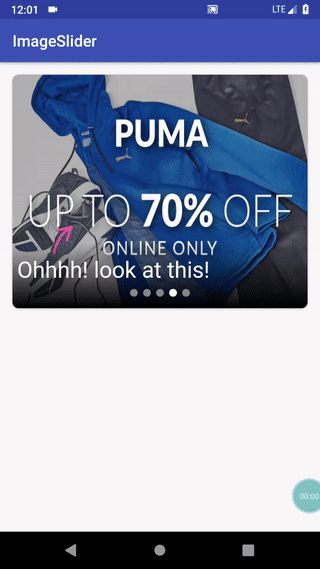 12:01
LTE
ImageSlider
PUMA
UP TO 70% OFF
ONLINE ONLY
Ohhhh! look at this!
00:00